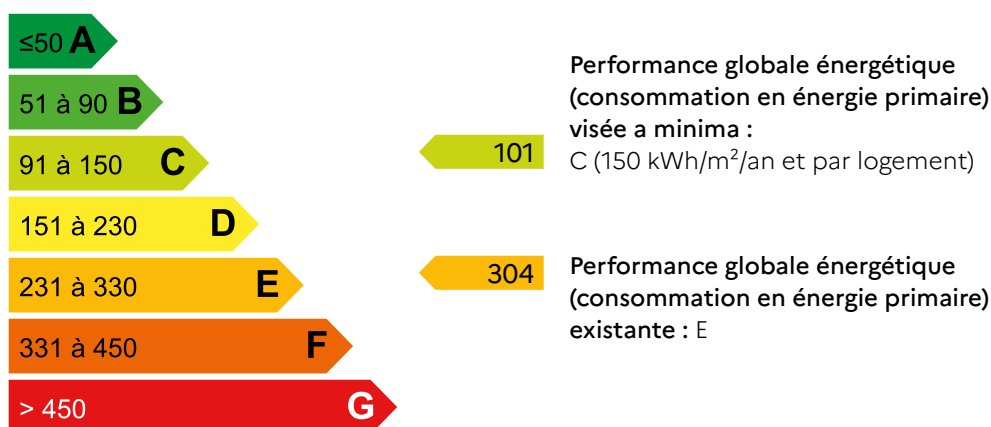 ≤50 A
51 à 90 B
91 à 150 C
151 à 230 D
231 à 330 E
331 à 450 F
> 450 G
101
Performance globale énergétique
(consommation en énergie primaire)
visée a minima :
C (150 kWh/m²/an et par logement)
304
Performance globale énergétique
(consommation en énergie primaire)
existante : E